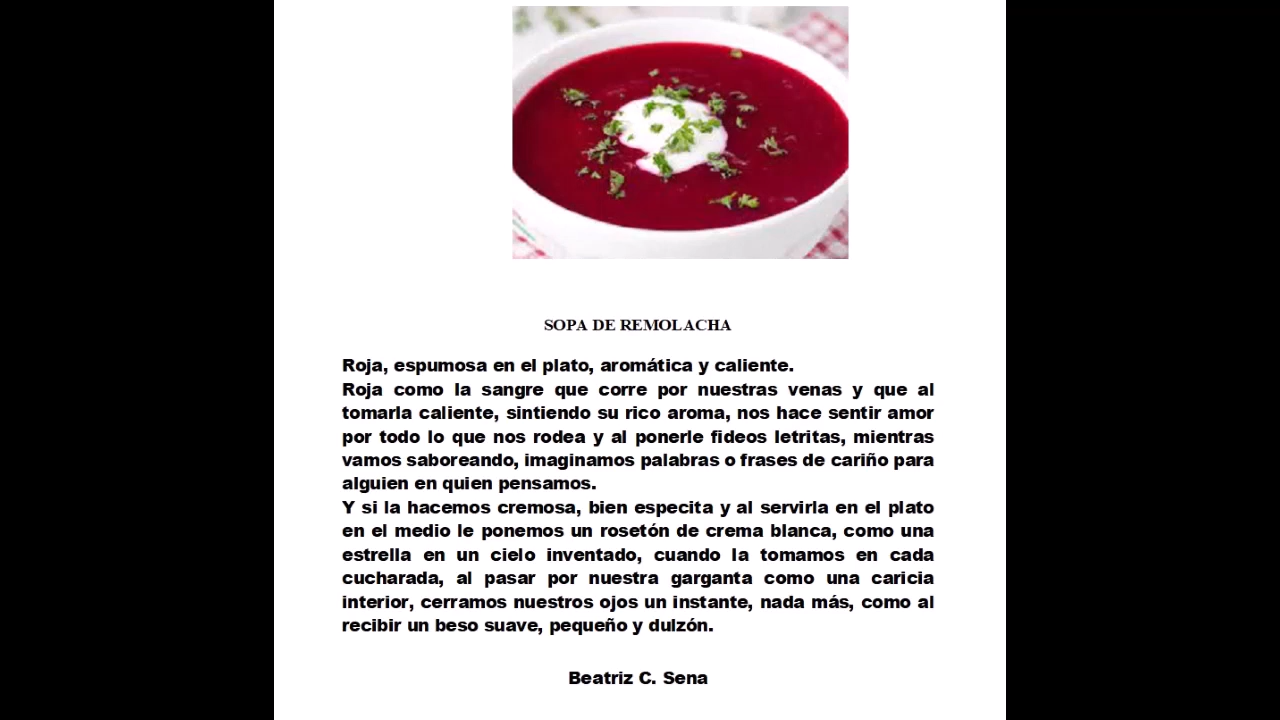 SOPA DE REMOLACHA
Roja, espumosa en el plato, aromática y caliente.
Roja como la sangre que corre por nuestras venas y que al
tomarla caliente, sintiendo su rico aroma, nos hace sentir amor
por todo lo que nos rodea y al ponerle fideos letritas, mientras
vamos saboreando, imaginamos palabras o frases de cariño para
alguien en quien pensamos.
Y si la hacemos cremosa, bien especita y al servirla en el plato
en el medio le ponemos un rosetón de crema blanca, como una
estrella en un cielo inventado, cuando la tomamos en cada
cucharada, al pasar por nuestra garganta como una caricia
interior, cerramos nuestros ojos un instante, nada más, como al
recibir un beso suave, pequeño y dulzón.
Beatriz C. Sena